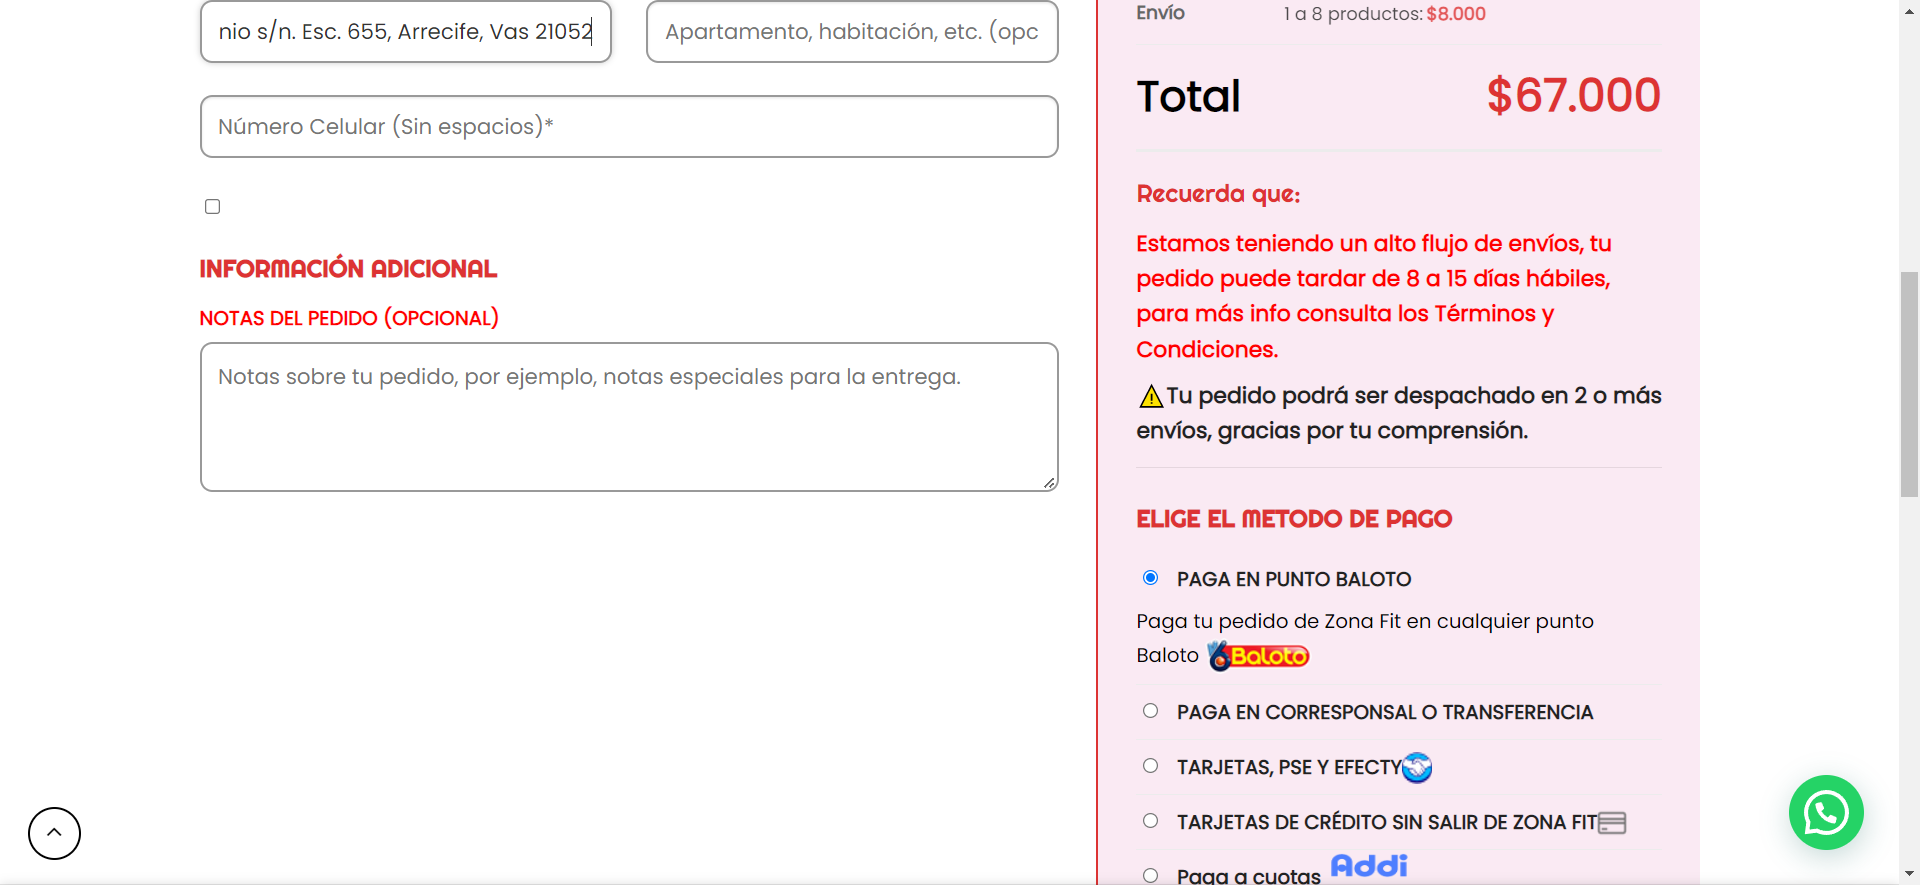 nio s/n. Esc. 655, Arrecife, Vas 21052
Apartamento, habitación, etc. (opc
Número Celular (Sin espacios)*
INFORMACIÓN ADICIONAL
NOTAS DEL PEDIDO (OPCIONAL)
Notas sobre tu pedido, por ejemplo, notas especiales para la entrega.
Envío 1 a 8 productos: $8.000
Total $67.000
Recuerda que:
Estamos teniendo un alto flujo de envíos, tu
pedido puede tardar de 8 a 15 días hábiles,
para más info consulta los Términos y
Condiciones.
Tu pedido podrá ser despachado en 2 o más
envíos, gracias por tu comprensión.
ELIGE EL METODO DE PAGO
PAGA EN PUNTO BALOTO
Paga tu pedido de Zona Fit en cualquier punto
Baloto Baloto
PAGA EN CORRESPONSAL O TRANSFERENCIA
TARJETAS, PSE Y EFECTY
TARJETAS DE CRÉDITO SIN SALIR DE ZONA FIT
Paga a cuotas Addi